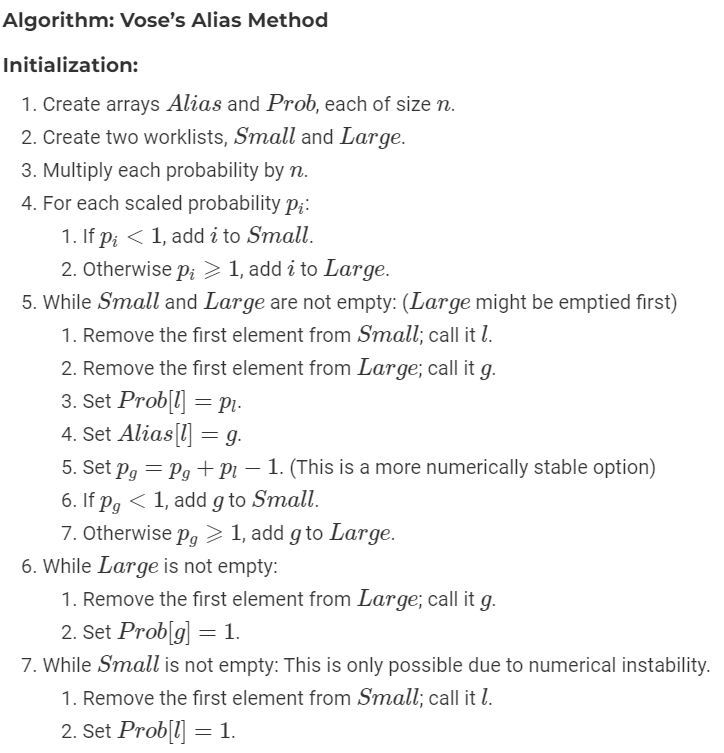 Algorithm: Vose’s Alias Method
Initialization:
1. Create arrays Alias and Prob, each of size n.
2. Create two worklists, Small and Large.
3. Multiply each probability by n.
4. For each scaled probability pᵢ:
1. If pᵢ < 1, add i to Small.
2. Otherwise pᵢ ⩾ 1, add i to Large.
5. While Small and Large are not empty: (Large might be emptied first)
1. Remove the first element from Small; call it l.
2. Remove the first element from Large; call it g.
3. Set Prob[l] = pₗ.
4. Set Alias[l] = g.
5. Set p_g = p_g + pₗ − 1. (This is a more numerically stable option)
6. If p_g < 1, add g to Small.
7. Otherwise p_g ⩾ 1, add g to Large.
6. While Large is not empty:
1. Remove the first element from Large; call it g.
2. Set Prob[g] = 1.
7. While Small is not empty: This is only possible due to numerical instability.
1. Remove the first element from Small; call it l.
2. Set Prob[l] = 1.